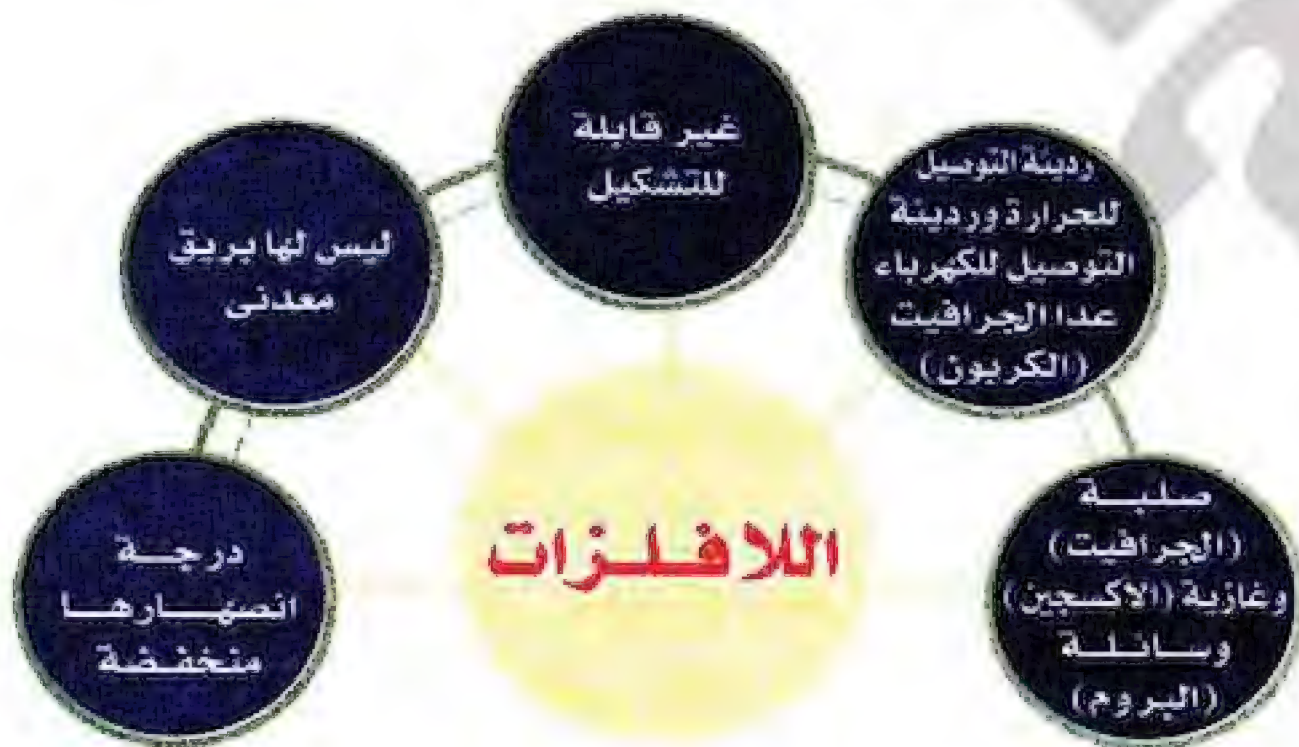 صلبة
(الجرافيت)
وغازية (الاكسجين)
وسائلة
(البروم)
رديئة التوصيل
للحرارة ورديئة
التوصيل للكهرباء
عدا الجرافيت
(الكربون)
غير قابلة
للتشكيل
ليس لها بريق
معدنى
درجة
انصهارها
منخفضة
اللافلزات